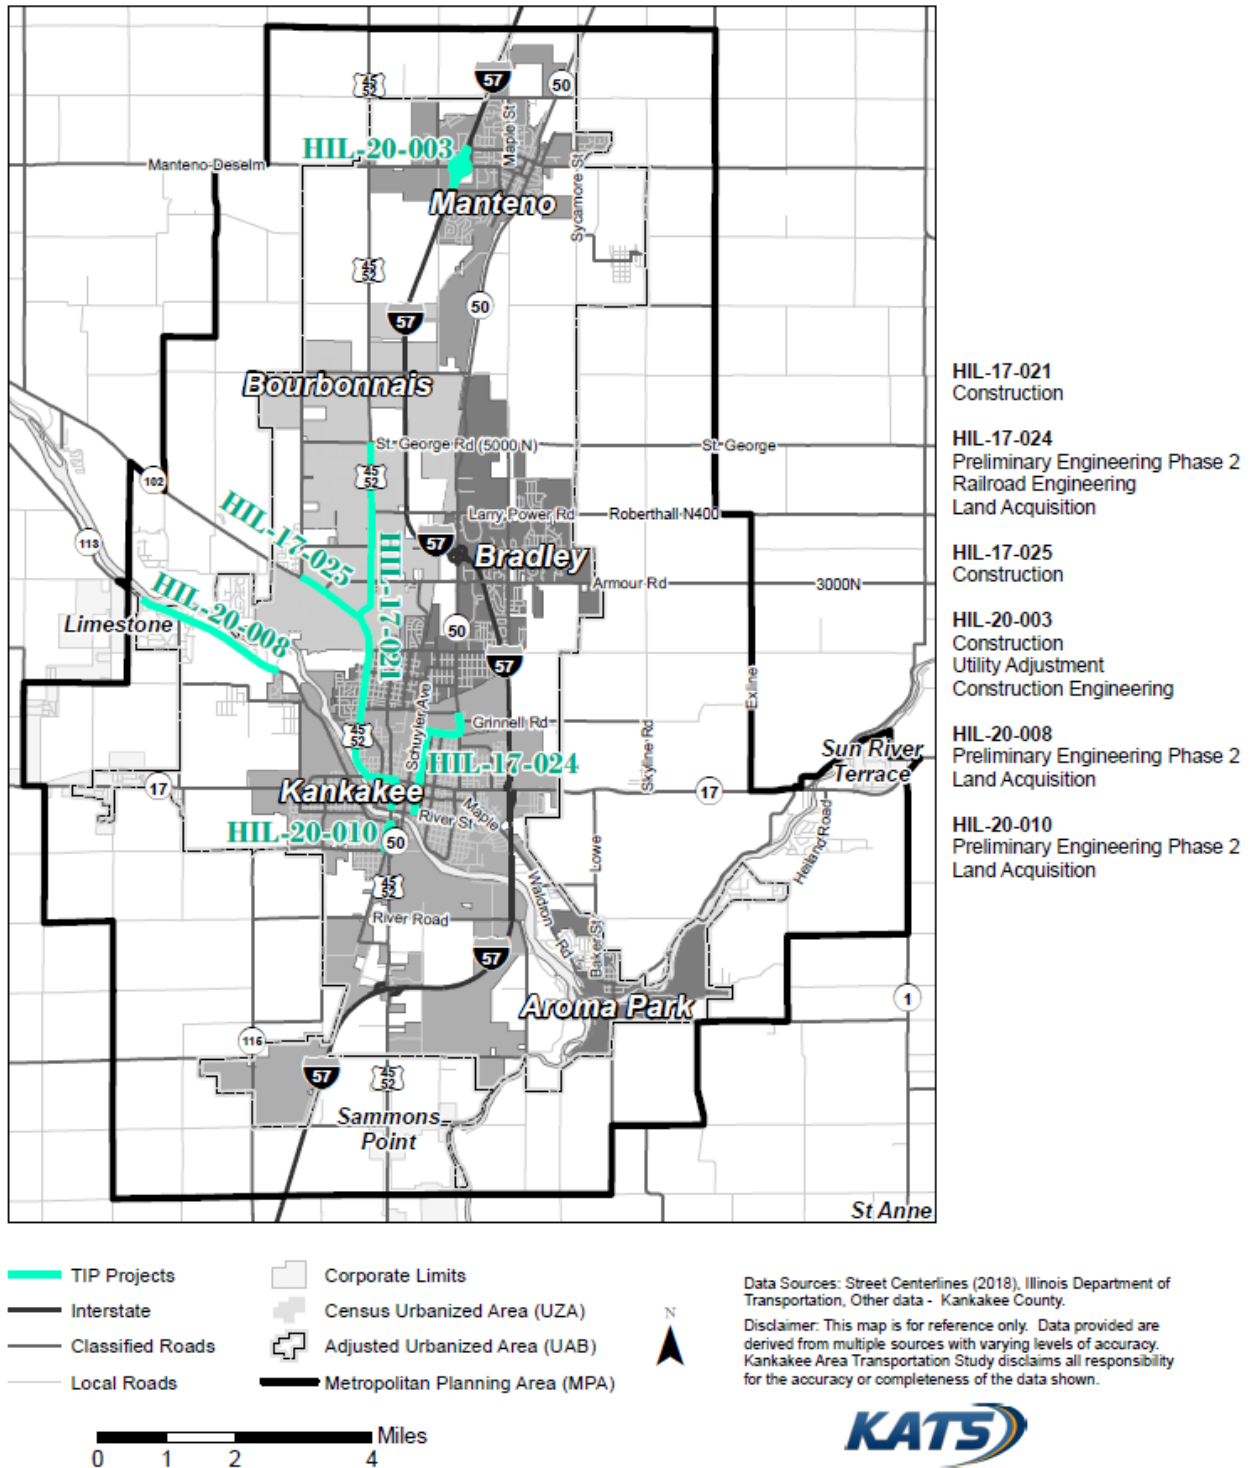 57
45
52
50
HIL-20-003
Maple St
Manteno-Deselm
Sycamore St
Manteno
45
52
50
57
Bourbonnais
St. George Rd (5000 N)
St. George
45
52
102
HIL-17-025
Larry Power Rd
Roberthall N400
113
57
Bradley
HIL-17-021
HIL-20-008
Armour Rd
3000N
Limestone
50
57
Exline
Schuyler Ave
Grinnell Rd
45
52
Skyline Rd
Sun River
Terrace
HIL-17-024
17
Kankakee
17
Maple
River St
HIL-20-010
50
Lowe
Heiland Road
45
52
Waldron Rd
River Road
Baker St
57
Aroma Park
1
115
57
45
52
Sammons
Point
St Anne
HIL-17-021
Construction
HIL-17-024
Preliminary Engineering Phase 2
Railroad Engineering
Land Acquisition
HIL-17-025
Construction
HIL-20-003
Construction
Utility Adjustment
Construction Engineering
HIL-20-008
Preliminary Engineering Phase 2
Land Acquisition
HIL-20-010
Preliminary Engineering Phase 2
Land Acquisition
TIP Projects
Interstate
Classified Roads
Local Roads
Corporate Limits
Census Urbanized Area (UZA)
Adjusted Urbanized Area (UAB)
Metropolitan Planning Area (MPA)
N
Miles
0 1 2 4
Data Sources: Street Centerlines (2018), Illinois Department of
Transportation, Other data - Kankakee County.
Disclaimer: This map is for reference only. Data provided are
derived from multiple sources with varying levels of accuracy.
Kankakee Area Transportation Study disclaims all responsibility
for the accuracy or completeness of the data shown.
KATS